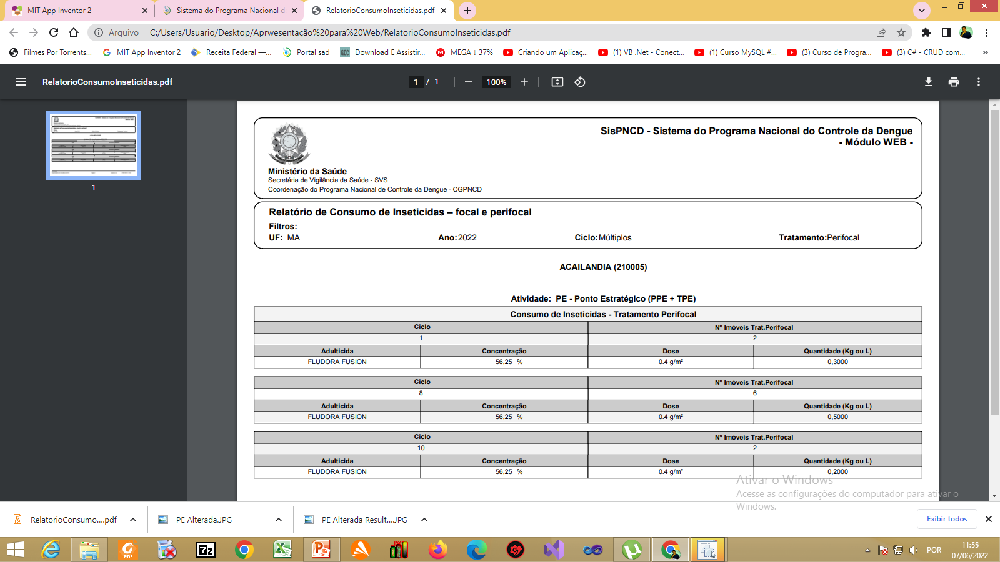 MIT App Inventor 2
Sistema do Programa Nacional d
RelatorioConsumoInseticidas.pdf
Arquivo
C:/Users/Usuario/Desktop/Aprwesentação%20para%20Web/RelatorioConsumoInseticidas.pdf
Filmes Por Torrents...
MIT App Inventor 2
Receita Federal —...
Portal sad
GCC
Download E Assistir...
M
MEGA ↓ 37%
Criando um Aplicaç...
(1) VB .Net - Conect...
(1) Curso MySQL #...
(3) Curso de Progra...
(3) C# - CRUD com...
»
RelatorioConsumoInseticidas.pdf
1 / 1
100%
1
SisPNCD - Sistema do Programa Nacional do Controle da Dengue
- Módulo WEB -
Ministério da Saúde
Secretária de Vigilância da Saúde - SVS
Coordenação do Programa Nacional de Controle da Dengue - CGPNCD
Relatório de Consumo de Inseticidas – focal e perifocal
Filtros:
UF: MA Ano:2022 Ciclo:Múltiplos Tratamento:Perifocal
ACAILANDIA (210005)
Atividade: PE - Ponto Estratégico (PPE + TPE)
Consumo de Inseticidas - Tratamento Perifocal
Ciclo Nº Imóveis Trat.Perifocal
1 2
Adulticida Concentração Dose Quantidade (Kg ou L)
FLUDORA FUSION 56,25 % 0.4 g/m² 0,3000
Ciclo Nº Imóveis Trat.Perifocal
8 6
Adulticida Concentração Dose Quantidade (Kg ou L)
FLUDORA FUSION 56,25 % 0.4 g/m² 0,5000
Ciclo Nº Imóveis Trat.Perifocal
10 2
Adulticida Concentração Dose Quantidade (Kg ou L)
FLUDORA FUSION 56,25 % 0.4 g/m² 0,2000
Ativar o Windows
Acesse as configurações do computador para ativar o
Windows.
RelatorioConsumo....pdf
PE Alterada.JPG
PE Alterada Result....JPG
Exibir todos
PDF
7z
POR
11:55
07/06/2022